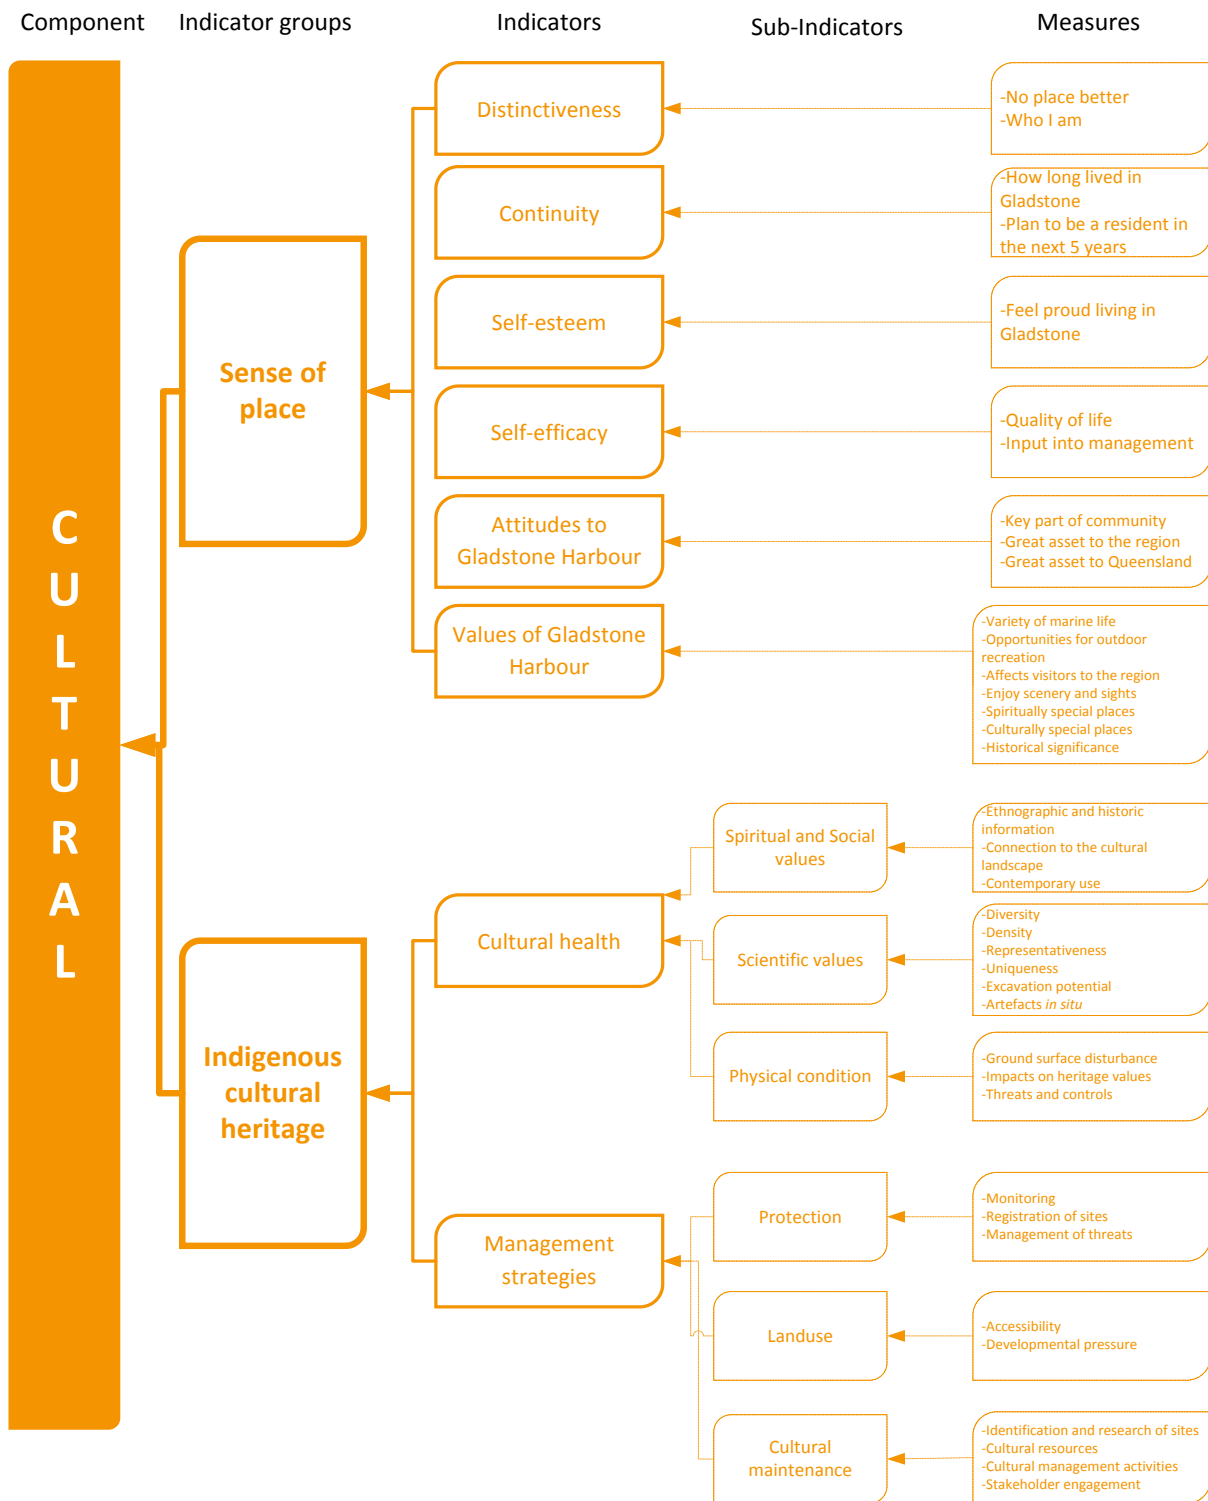 Component
Indicator groups
Indicators
Sub-Indicators
Measures
C
U
L
T
U
R
A
L
Sense of
place
Distinctiveness
-No place better
-Who I am
Continuity
-How long lived in
Gladstone
-Plan to be a resident in
the next 5 years
Self-esteem
-Feel proud living in
Gladstone
Self-efficacy
-Quality of life
-Input into management
Attitudes to
Gladstone Harbour
-Key part of community
-Great asset to the region
-Great asset to Queensland
Values of Gladstone
Harbour
-Variety of marine life
-Opportunities for outdoor
recreation
-Affects visitors to the region
-Enjoy scenery and sights
-Spiritually special places
-Culturally special places
-Historical significance
Indigenous
cultural
heritage
Cultural health
Spiritual and Social
values
-Ethnographic and historic
information
-Connection to the cultural
landscape
-Contemporary use
Scientific values
-Diversity
-Density
-Representativeness
-Uniqueness
-Excavation potential
-Artefacts in situ
Physical condition
-Ground surface disturbance
-Impacts on heritage values
-Threats and controls
Management
strategies
Protection
-Monitoring
-Registration of sites
-Management of threats
Landuse
-Accessibility
-Developmental pressure
Cultural
maintenance
-Identification and research of sites
-Cultural resources
-Cultural management activities
-Stakeholder engagement